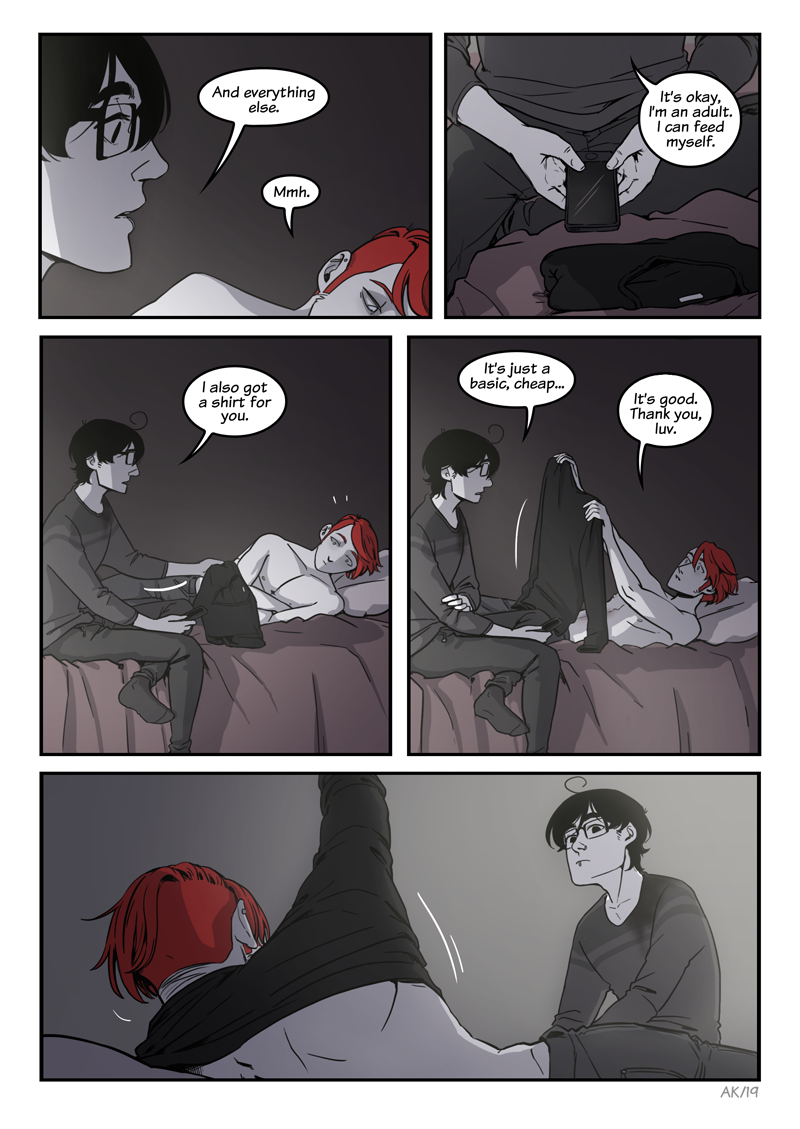 And everything
else.
Mmh.
It's okay,
I'm an adult.
I can feed
myself.
I also got
a shirt for
you.
It's just a
basic, cheap...
It's good.
Thank you,
luv.
AK/19